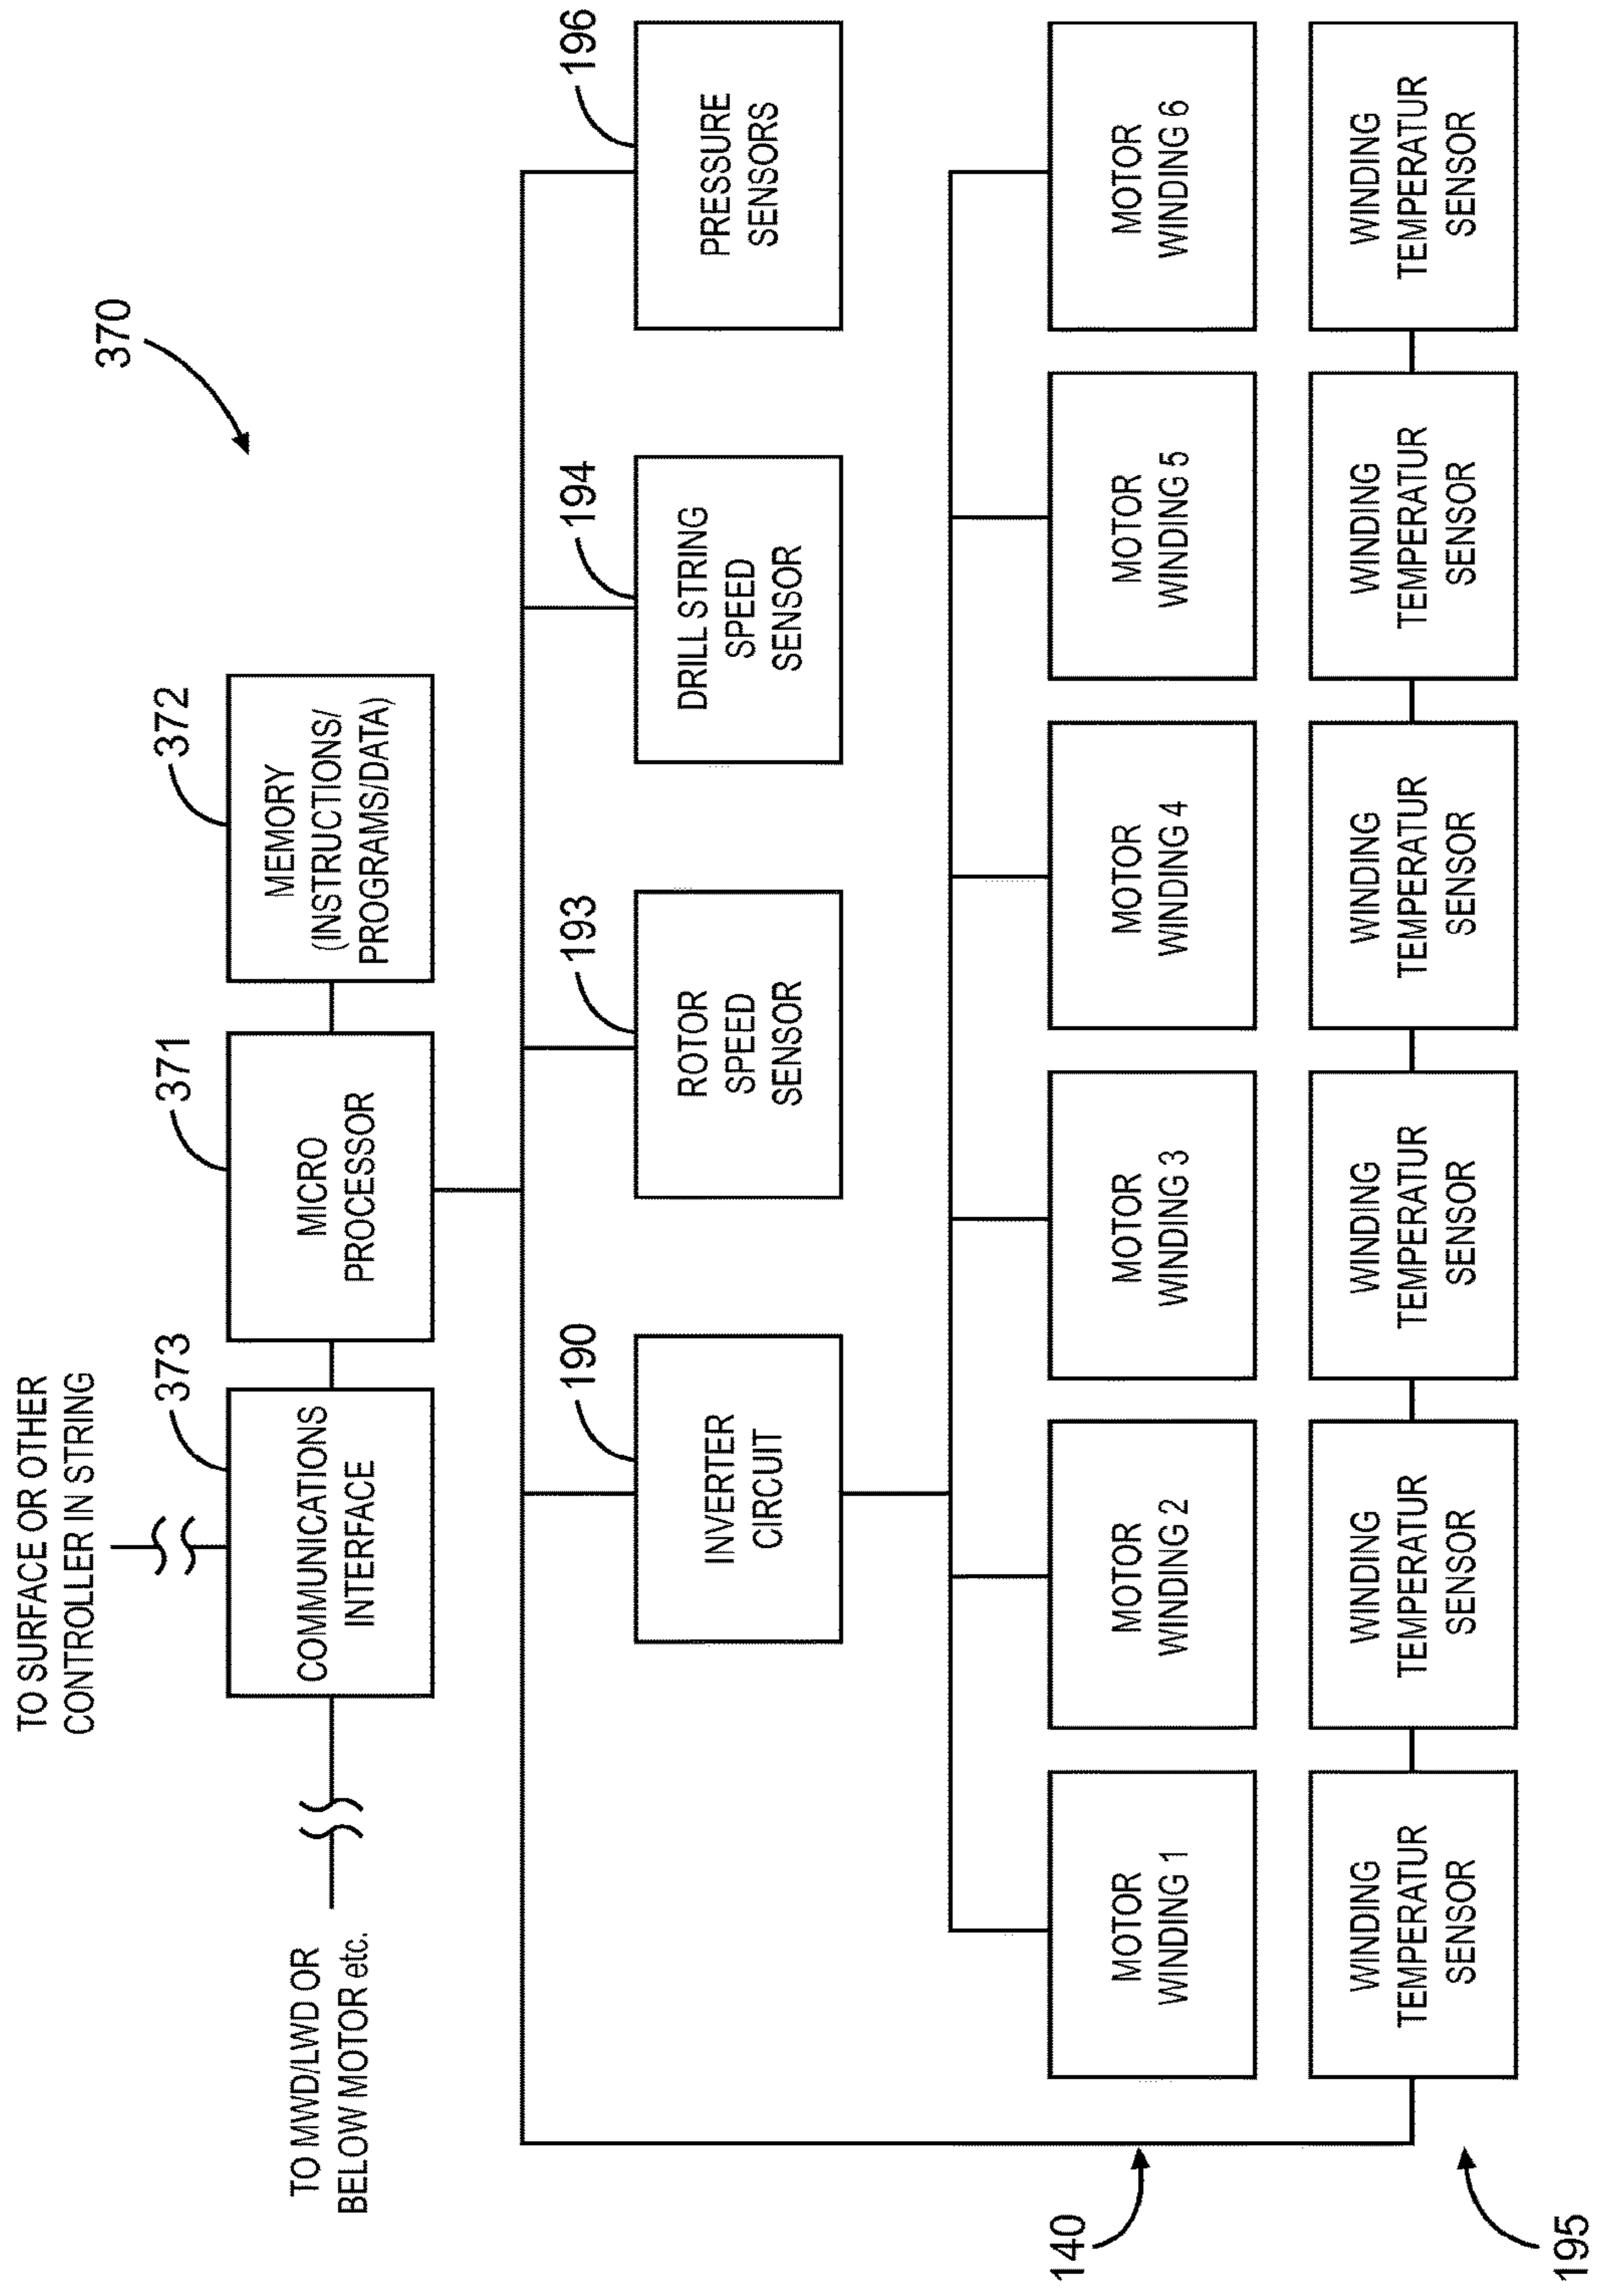 370
TO SURFACE OR OTHER
CONTROLLER IN STRING
373
371
372
COMMUNICATIONS
INTERFACE
MICRO
PROCESSOR
MEMORY
(INSTRUCTIONS/
PROGRAMS/DATA)
TO MWD/LWD OR
BELOW MOTOR etc.
190
193
194
196
INVERTER
CIRCUIT
ROTOR
SPEED
SENSOR
DRILL STRING
SPEED
SENSOR
PRESSURE
SENSORS
140
MOTOR
WINDING 1
MOTOR
WINDING 2
MOTOR
WINDING 3
MOTOR
WINDING 4
MOTOR
WINDING 5
MOTOR
WINDING 6
195
WINDING
TEMPERATUR
SENSOR
WINDING
TEMPERATUR
SENSOR
WINDING
TEMPERATUR
SENSOR
WINDING
TEMPERATUR
SENSOR
WINDING
TEMPERATUR
SENSOR
WINDING
TEMPERATUR
SENSOR